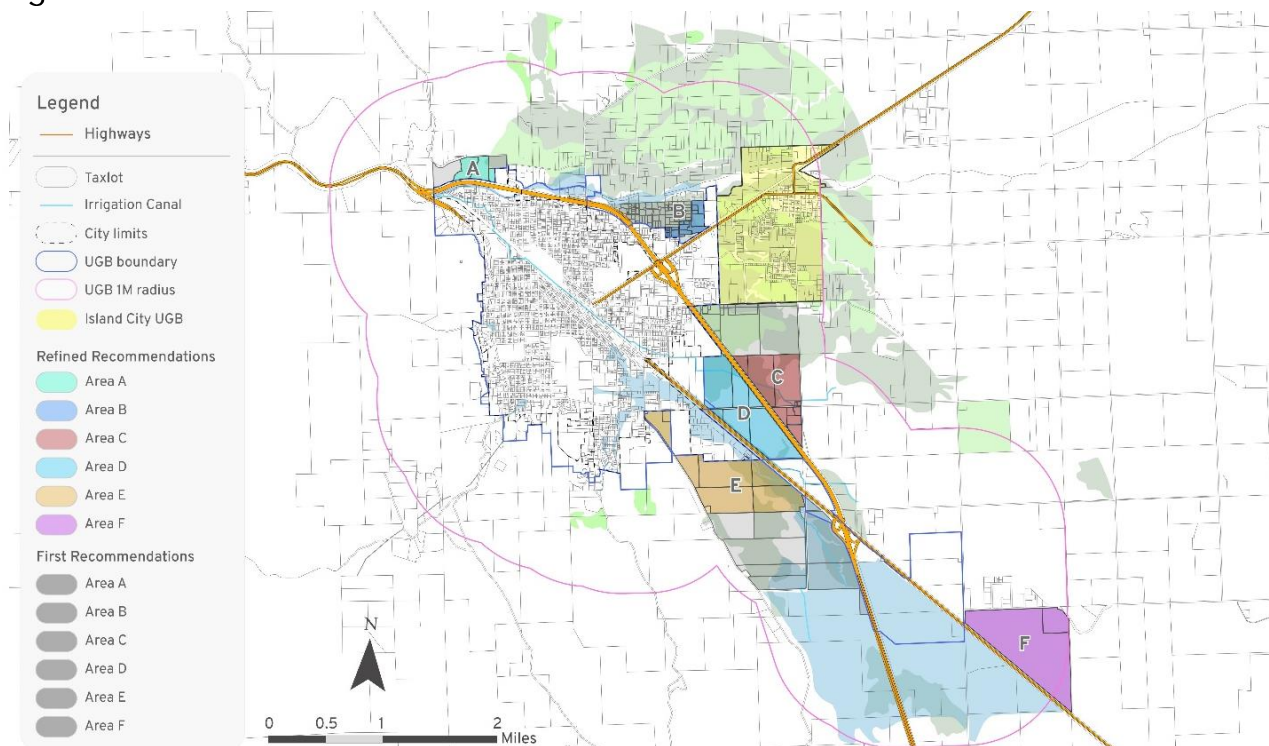 Legend
Highways
Taxlot
Irrigation Canal
City limits
UGB boundary
UGB 1M radius
Island City UGB
Refined Recommendations
Area A
Area B
Area C
Area D
Area E
Area F
First Recommendations
Area A
Area B
Area C
Area D
Area E
Area F
A
B
C
D
E
F
N
0 0.5 1 2
Miles